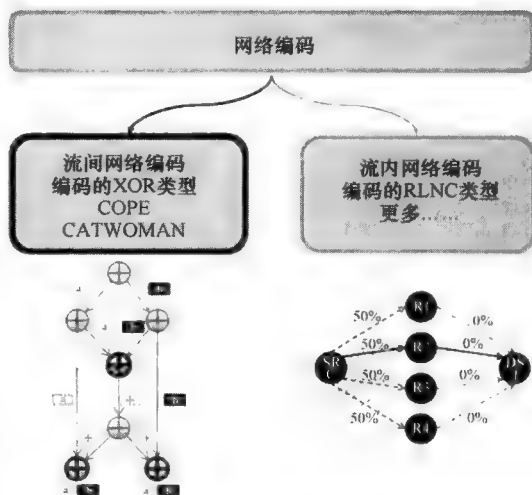 网络编码
流间网络编码
编码的XOR类型
COPE
CATWOMAN
流内网络编码
编码的RLNC类型
更多……
R1
50%
0%
50%
R
0%
50%
R3
0%
50%
R4
0%
a
a
a
a